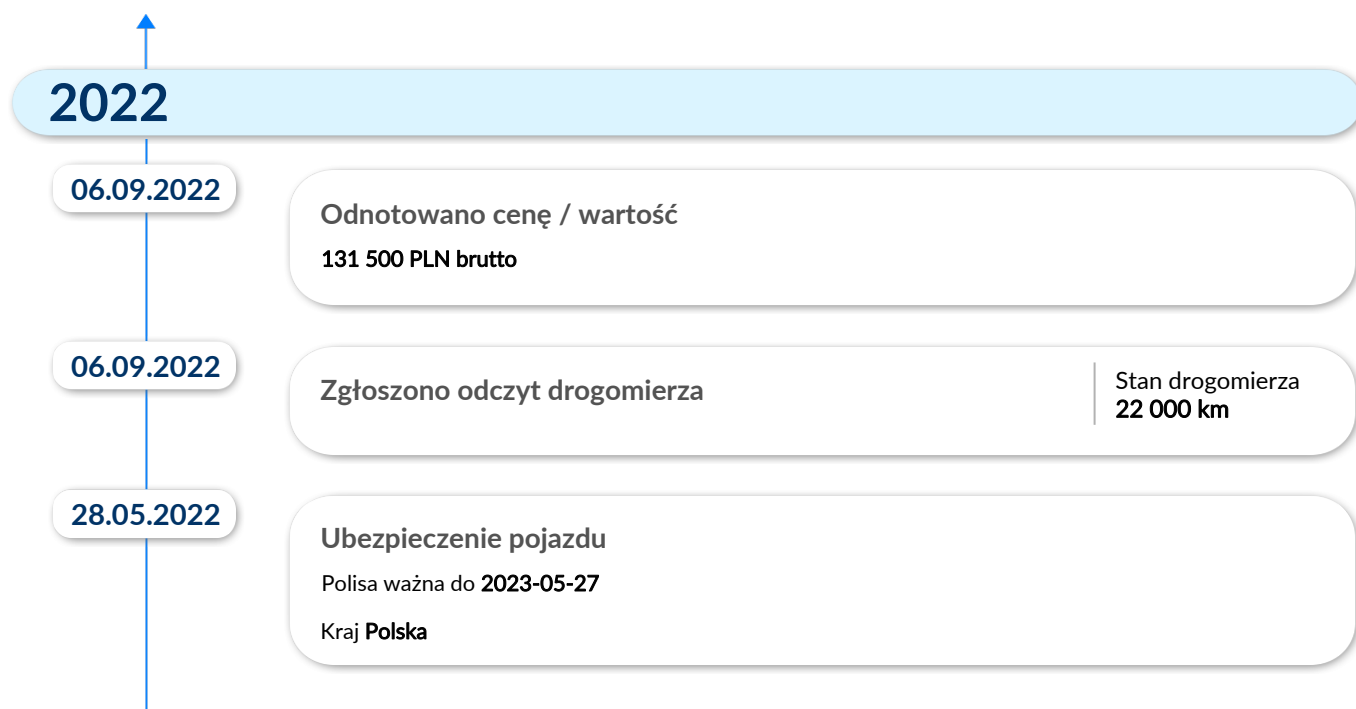 2022
06.09.2022
Odnotowano cenę / wartość
131 500 PLN brutto
06.09.2022
Zgłoszono odczyt drogomierza
Stan drogomierza
22 000 km
28.05.2022
Ubezpieczenie pojazdu
Polisa ważna do 2023-05-27
Kraj Polska